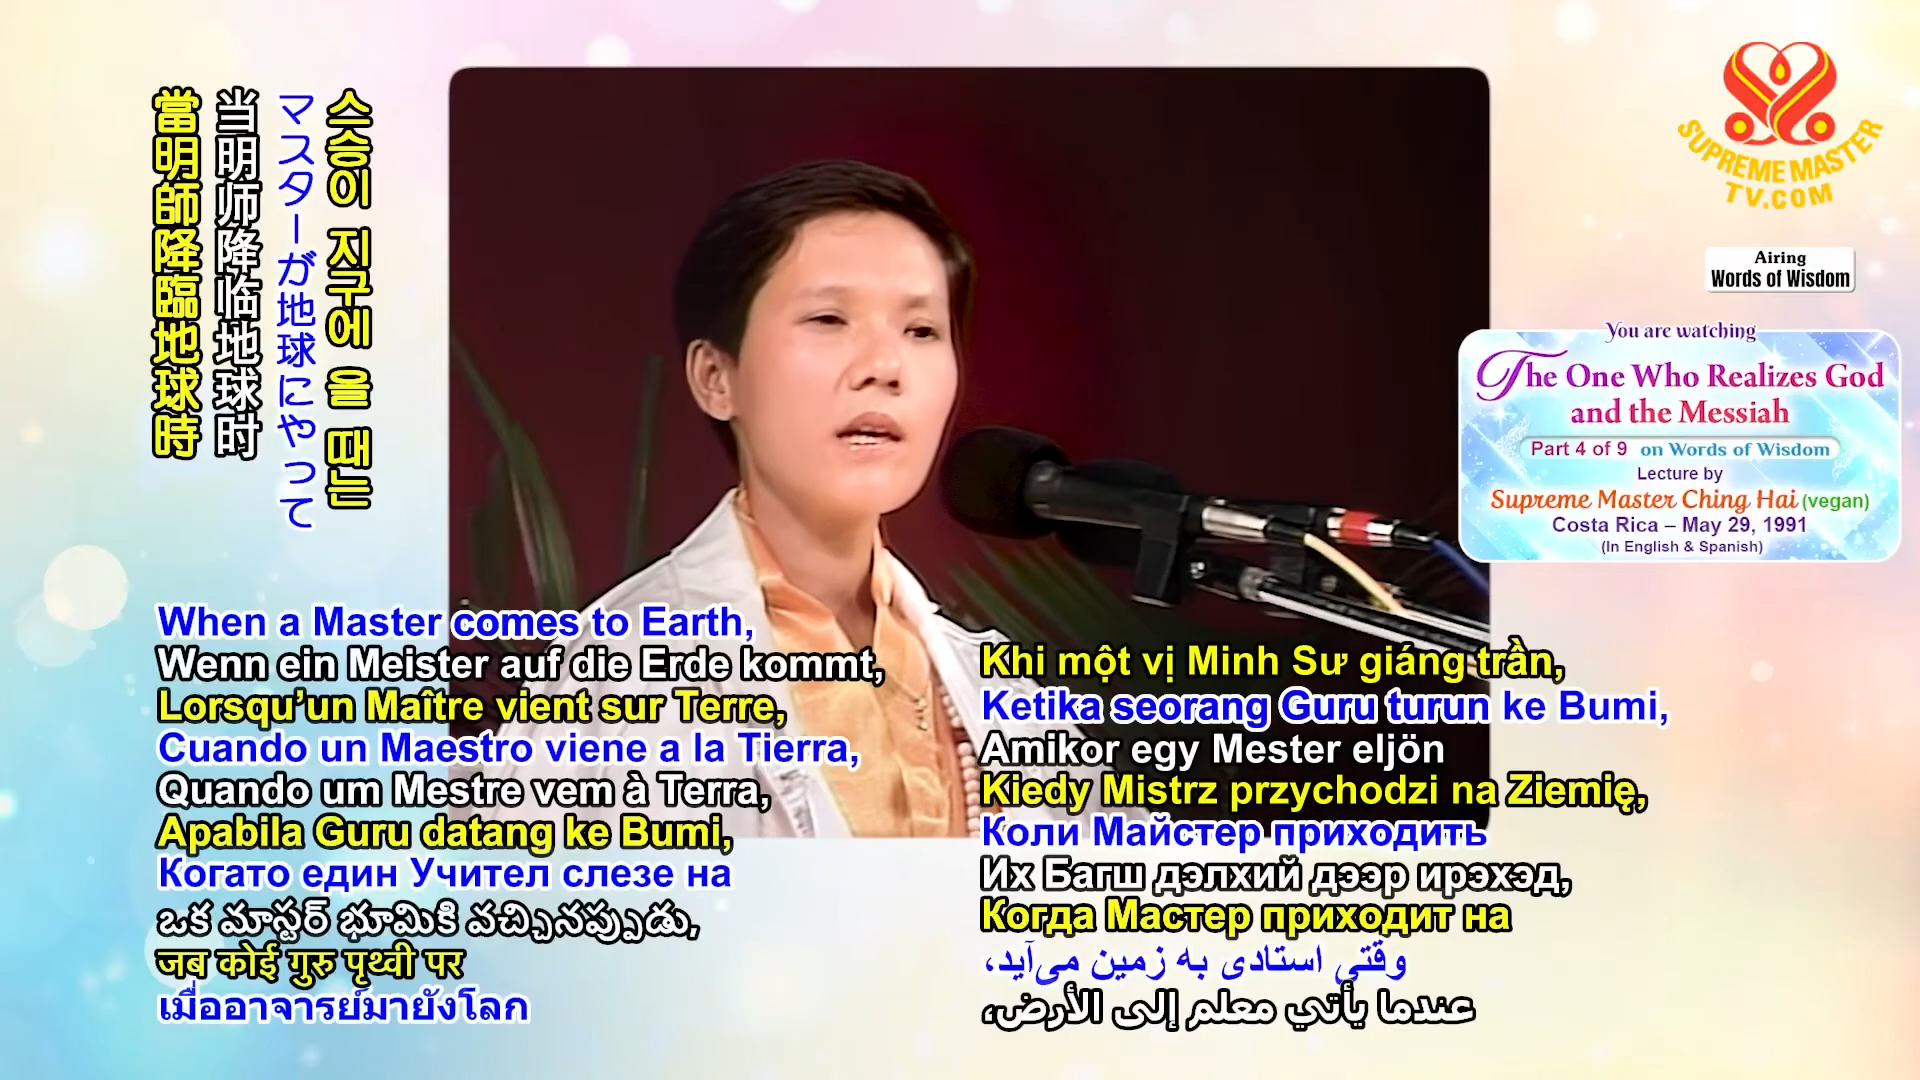 當明師降臨地球時
当明师降临地球时
マスターが地球にやって
스승이 지구에 올 때는
When a Master comes to Earth,
Wenn ein Meister auf die Erde kommt,
Lorsqu’un Maître vient sur Terre,
Cuando un Maestro viene a la Tierra,
Quando um Mestre vem à Terra,
Apabila Guru datang ke Bumi,
Когато един Учител слезе на
ఒక మాస్టర్ భూమికి వచ్చినప్పుడు,
जब कोई गुरु पृथ्वी पर
เมื่ออาจารย์มายังโลก
Khi một vị Minh Sư giáng trần,
Ketika seorang Guru turun ke Bumi,
Amikor egy Mester eljön
Kiedy Mistrz przychodzi na Ziemię,
Коли Майстер приходить
Их Багш дэлхий дээр ирэхэд,
Когда Мастер приходит на
وقتی استادی به زمین می‌آید،
عندما يأتي معلم إلى الأرض،
SUPREME MASTER
TV.COM
Airing
Words of Wisdom
You are watching
The One Who Realizes God
and the Messiah
Part 4 of 9 on Words of Wisdom
Lecture by
Supreme Master Ching Hai (vegan)
Costa Rica – May 29, 1991
(In English & Spanish)